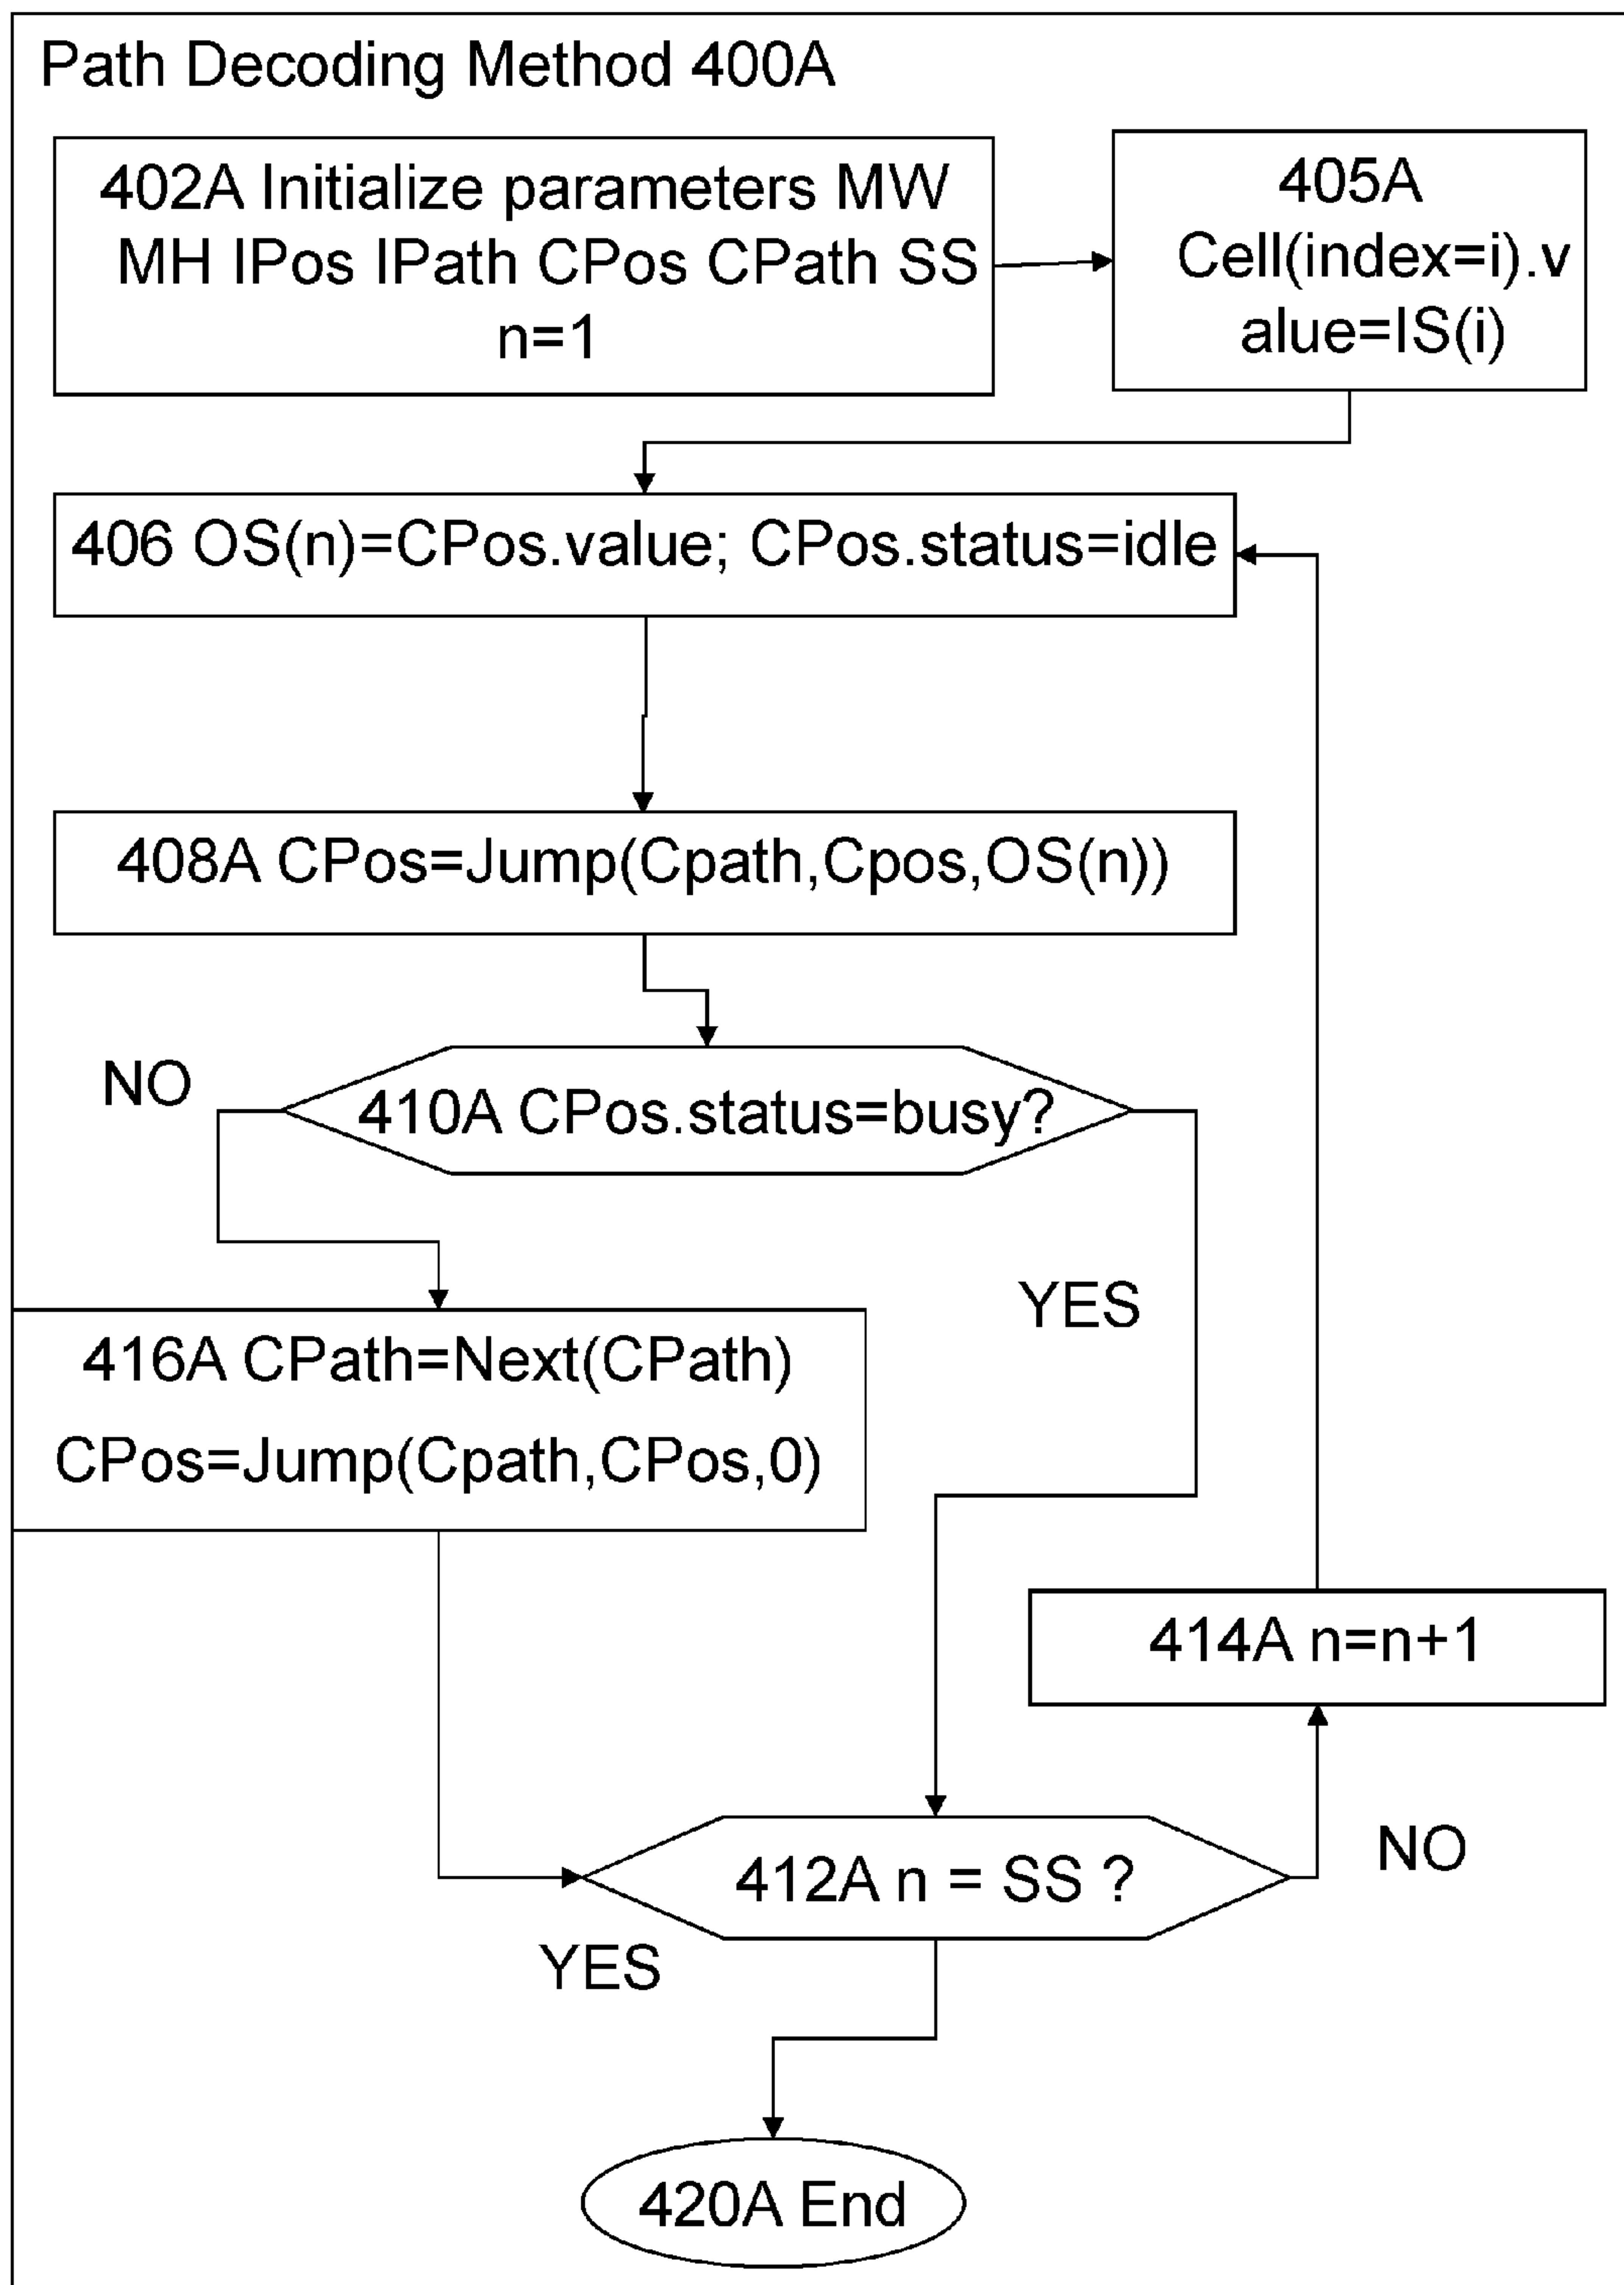 Path Decoding Method 400A
402A Initialize parameters MW
MH IPos IPath CPos CPath SS
n=1
405A
Cell(index=i).v
alue=IS(i)
406 OS(n)=CPos.value; CPos.status=idle
408A CPos=Jump(Cpath,Cpos,OS(n))
NO
410A CPos.status=busy?
YES
416A CPath=Next(CPath)
CPos=Jump(Cpath,CPos,0)
414A n=n+1
412A n = SS ?
NO
YES
420A End